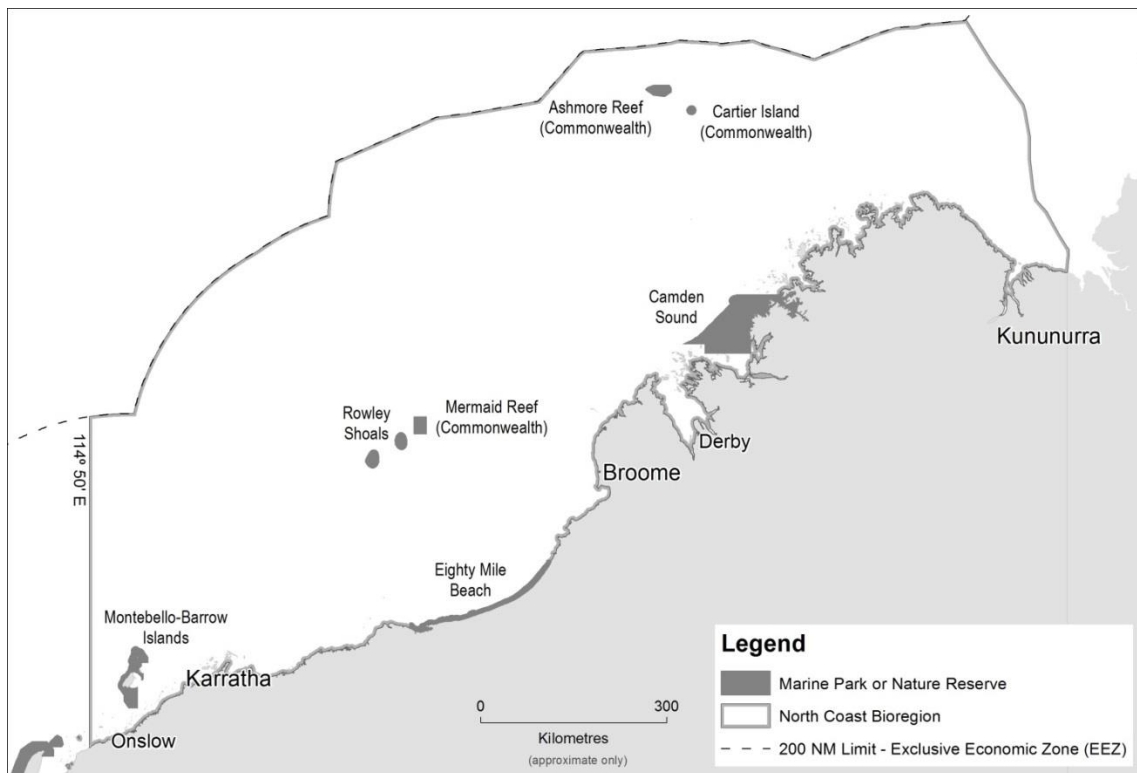 Ashmore Reef
(Commonwealth)
Cartier Island
(Commonwealth)
Camden
Sound
Kununurra
Rowley
Shoals
Mermaid Reef
(Commonwealth)
114° 50' E
Derby
Broome
Eighty Mile
Beach
Montebello-Barrow
Islands
Karratha
Onslow
0 300
Kilometres
(approximate only)
Legend
Marine Park or Nature Reserve
North Coast Bioregion
200 NM Limit - Exclusive Economic Zone (EEZ)